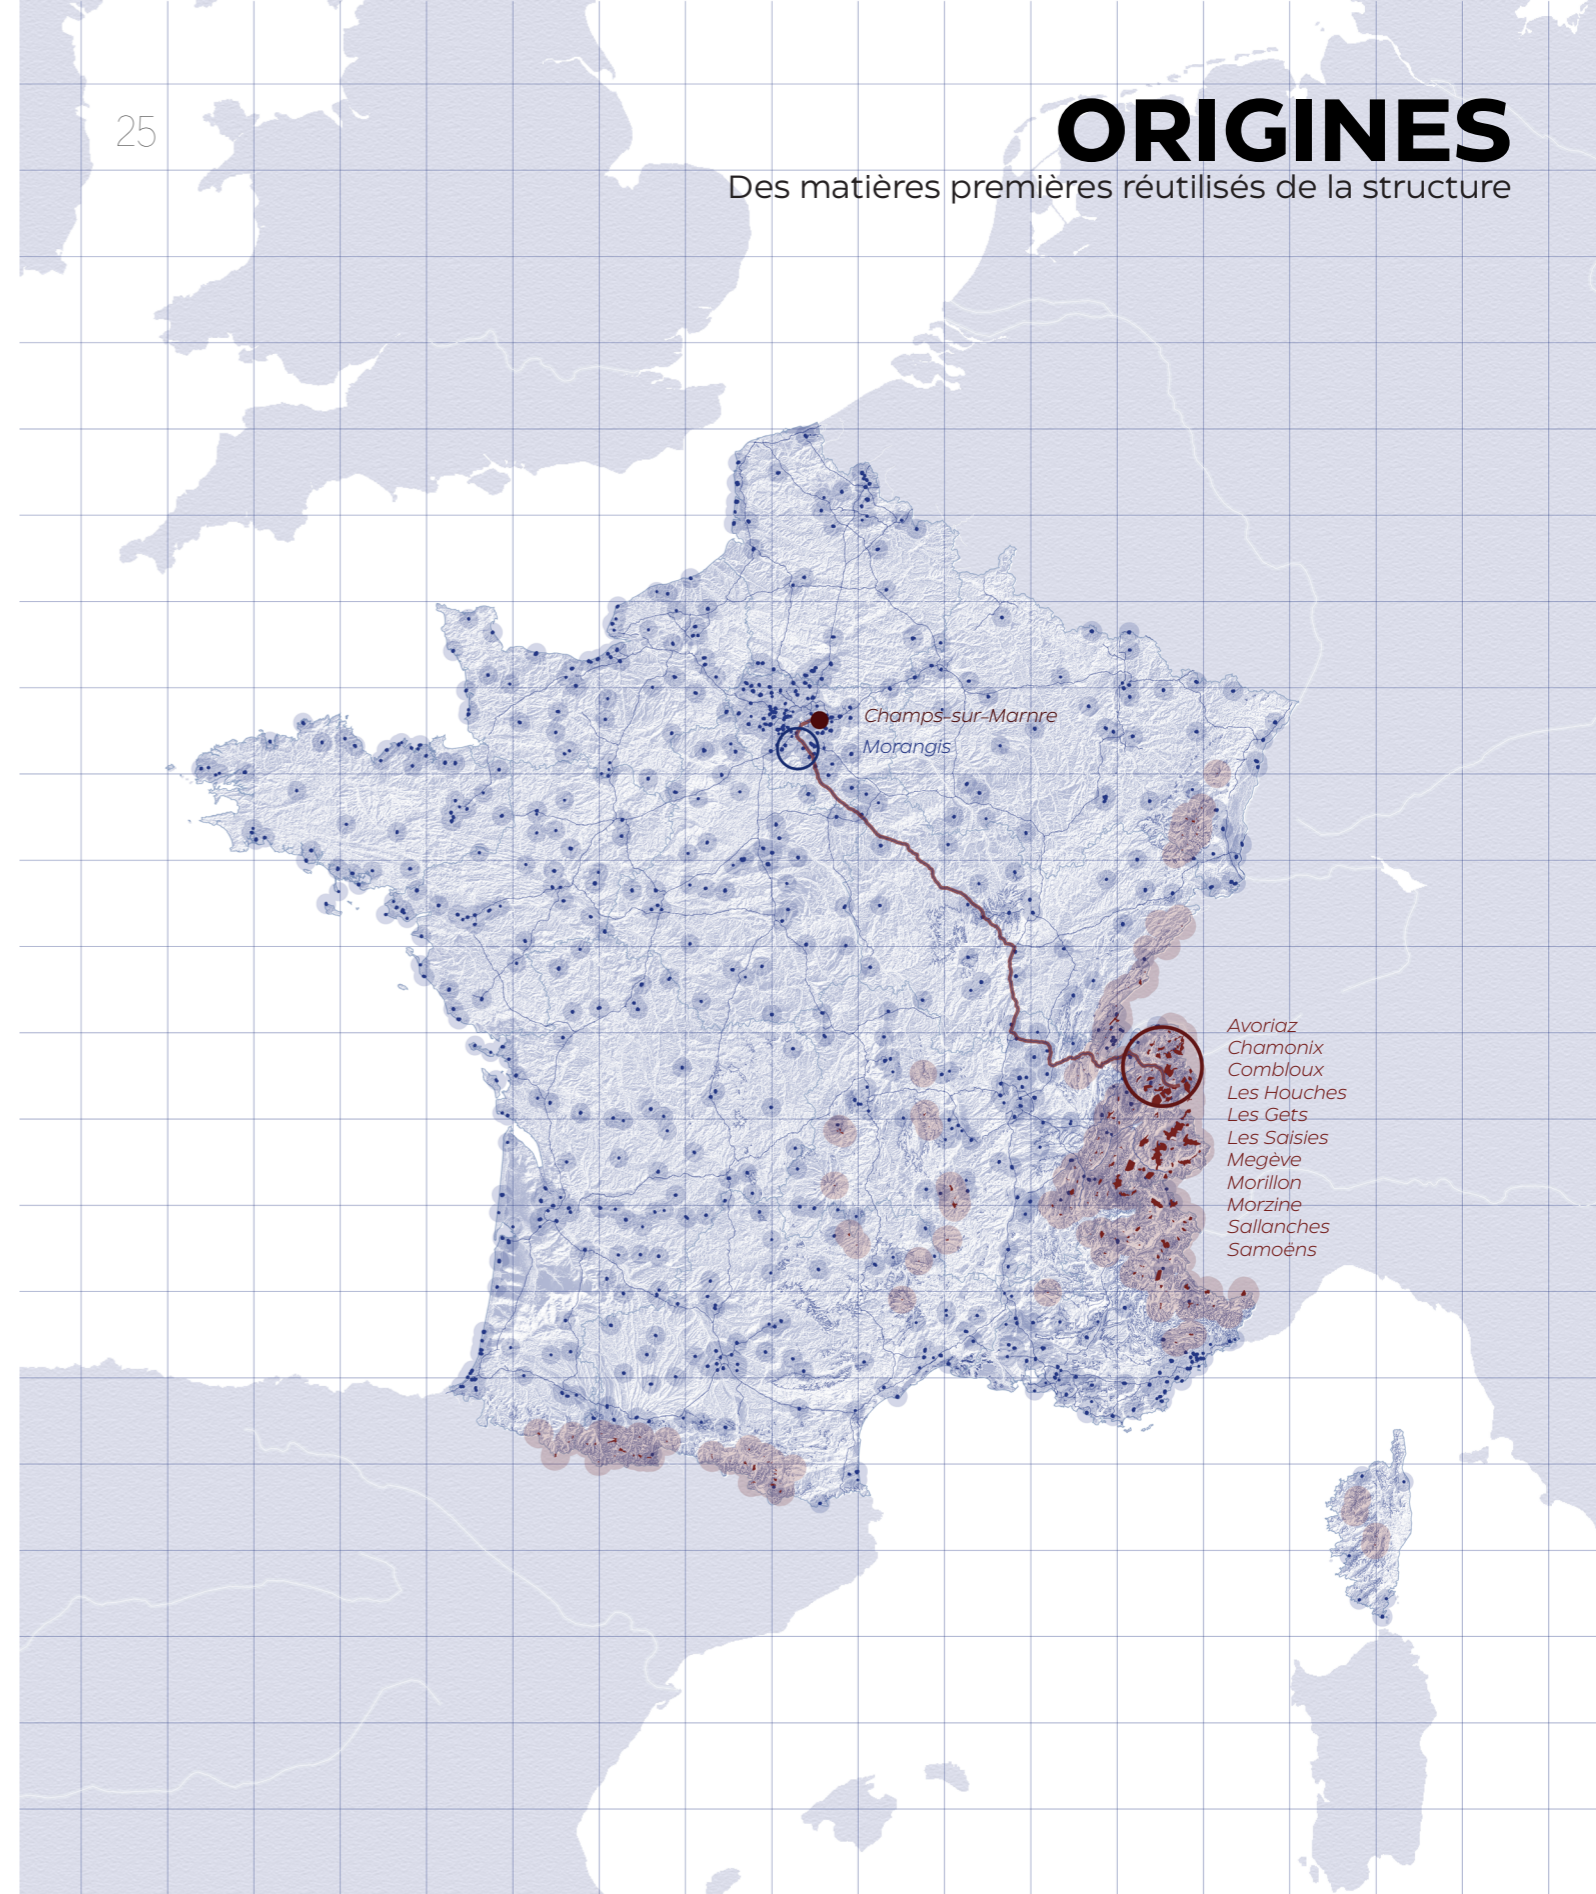 25
ORIGINES
Des matières premières réutilisés de la structure
Champs-sur-Marnre
Morangis
Avoriaz
Chamonix
Combloux
Les Houches
Les Gets
Les Saisies
Megève
Morillon
Morzine
Sallanches
Samoëns